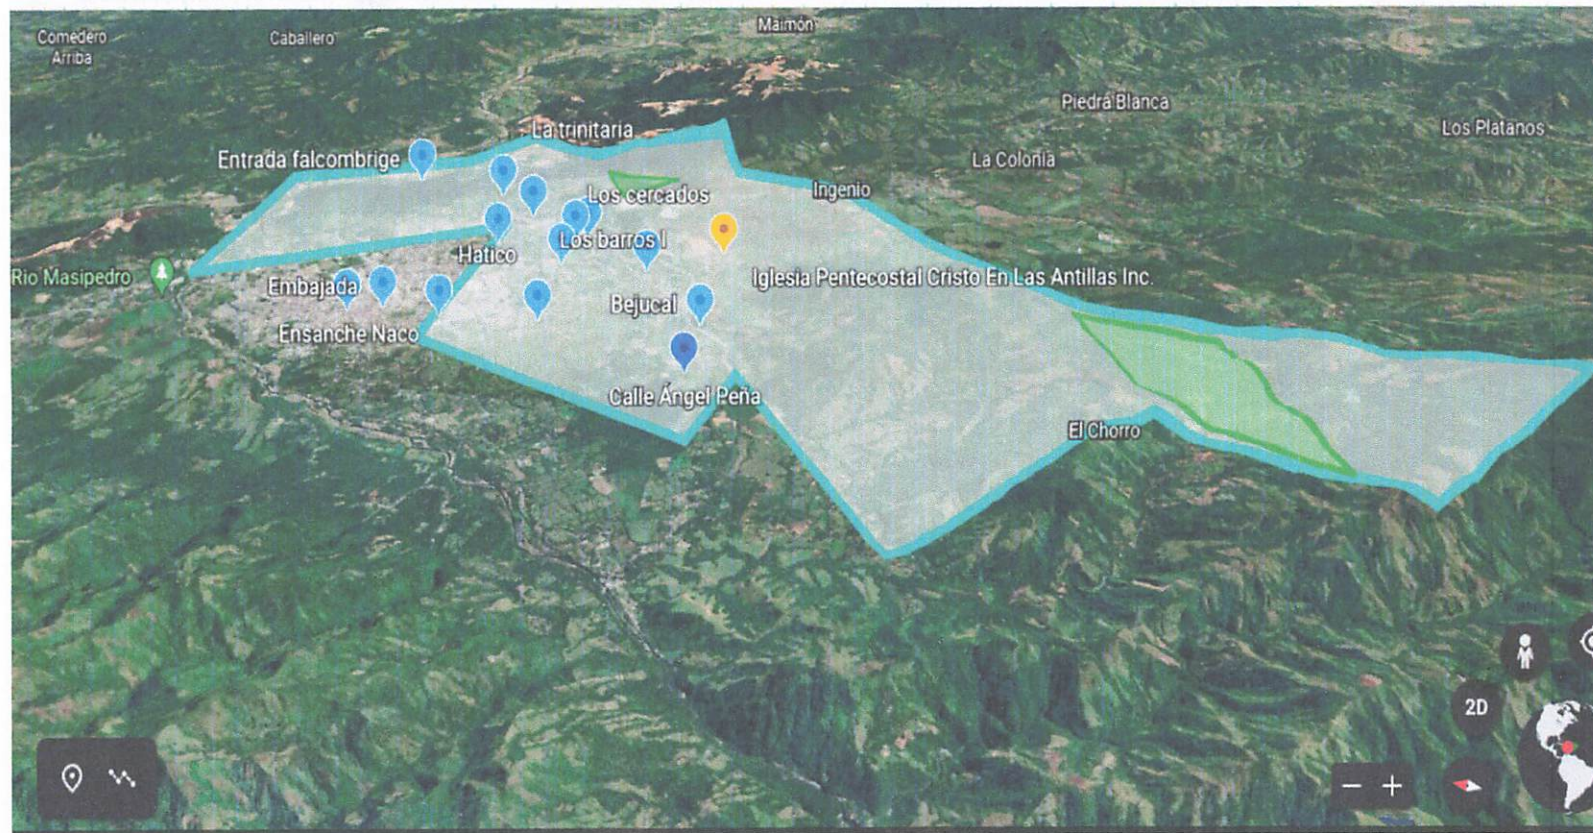 Maimón
Comedero
Arriba
Caballero
Piedra Blanca
Los Platanos
La trinitaria
Entrada falcombrige
La Colonia
Los cercados
Ingenio
Los barros I
Hatico
Rio Masipedro
Embajada
Iglesia Pentecostal Cristo En Las Antillas Inc.
Bejucal
Ensanche Naco
Calle Ángel Peña
El Chorro
2D